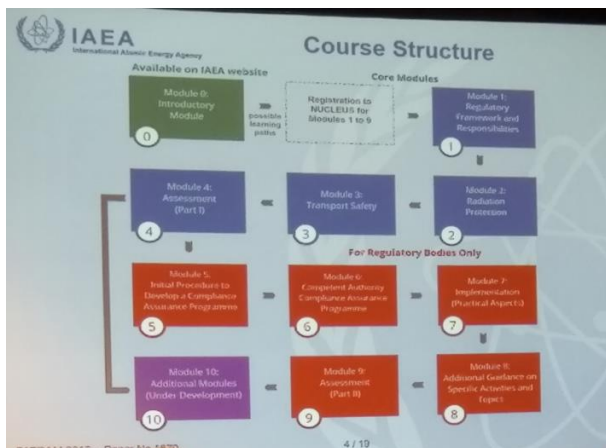 IAEA
International Atomic Energy Agency
Course Structure
Available on IAEA website
Core Modules
Module 0:
Introductory
Module
0
possible
learning
paths
Registration to
NUCLEUS for
Modules 1 to 9
Module 1:
Regulatory
Framework and
Responsibilities
1
Module 4:
Assessment
(Part I)
4
Module 3:
Transport Safety
3
Module 2:
Radiation
Protection
2
For Regulatory Bodies Only
Module 5:
Initial Procedure to
Develop a Compliance
Assurance Programme
5
Module 6:
Competent Authority
Compliance Assurance
Programme
6
Module 7:
Implementation
(Practical Aspects)
7
Module 10:
Additional Modules
(Under Development)
10
Module 9:
Assessment
(Part II)
9
Module 8:
Additional Guidance on
Specific Activities and
Topics
8
4 / 19